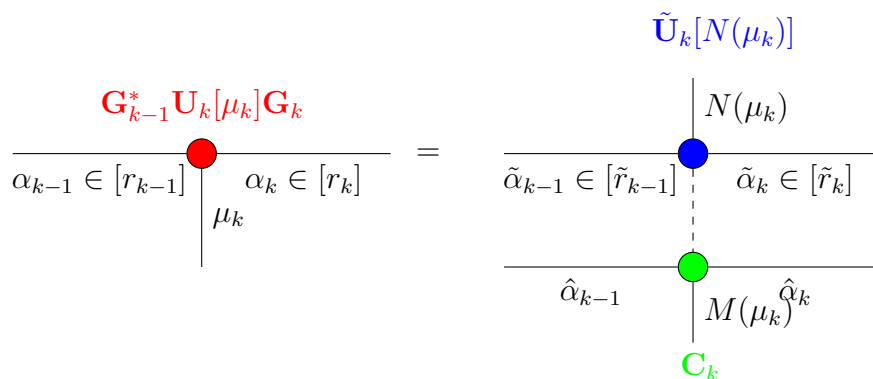 Ũ_k[N(μ_k)]
G*_{k-1}U_k[μ_k]G_k
N(μ_k)
=
α_{k-1} ∈ [r_{k-1}]
α_k ∈ [r_k]
α̃_{k-1} ∈ [r̃_{k-1}]
α̃_k ∈ [r̃_k]
μ_k
α̂_{k-1}
α̂_k
M(μ_k)
C_k